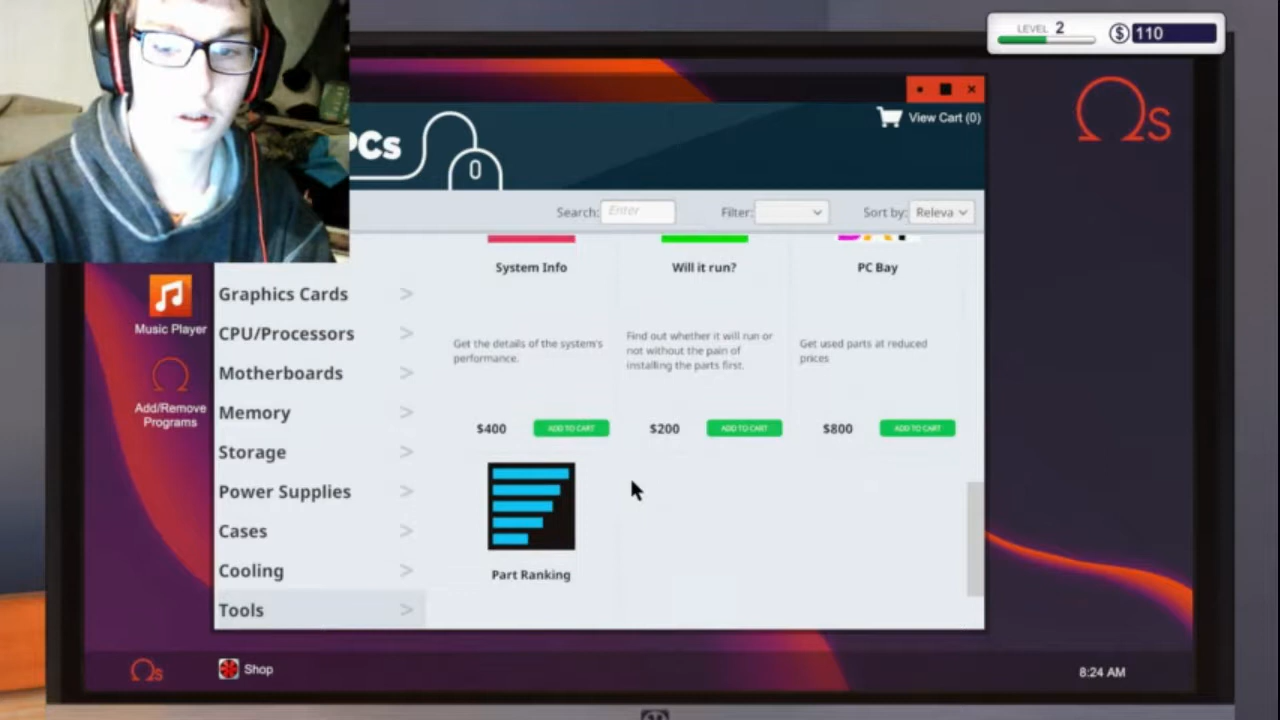 LEVEL 2
$ 110
PCs
View Cart (0)
Ωs
Search: Enter
Filter:
Sort by: Releva
System Info
Will it run?
PC Bay
Graphics Cards >
CPU/Processors >
Motherboards >
Memory >
Storage >
Power Supplies >
Cases >
Cooling >
Tools >
Get the details of the system's
performance.
Find out whether it will run or
not without the pain of
installing the parts first.
Get used parts at reduced
prices
$400 ADD TO CART
$200 ADD TO CART
$800 ADD TO CART
Part Ranking
Music Player
Add/Remove
Programs
Ωs
Shop
8:24 AM